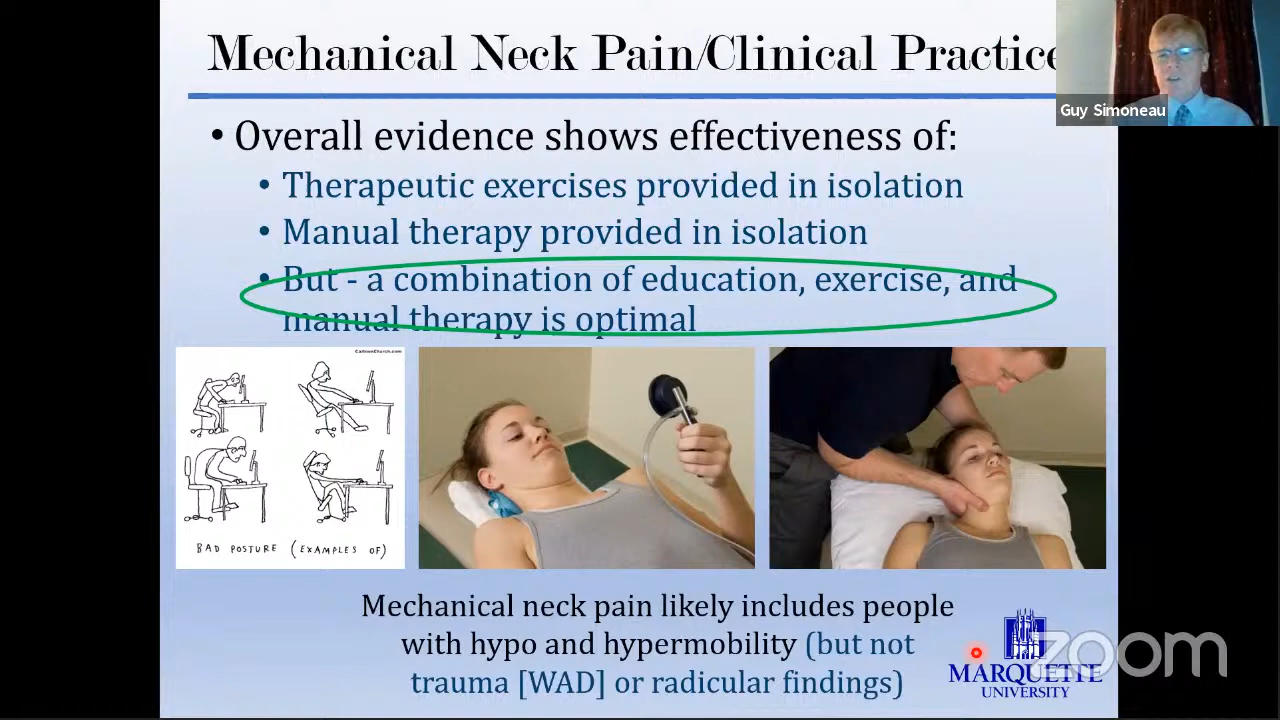 Mechanical Neck Pain/Clinical Practice
Guy Simoneau
• Overall evidence shows effectiveness of:
• Therapeutic exercises provided in isolation
• Manual therapy provided in isolation
• But - a combination of education, exercise, and
manual therapy is optimal
CartoonChurch.com
BAD POSTURE (EXAMPLES OF)
Mechanical neck pain likely includes people
with hypo and hypermobility (but not
trauma [WAD] or radicular findings)
MARQUETTE
UNIVERSITY
zoom